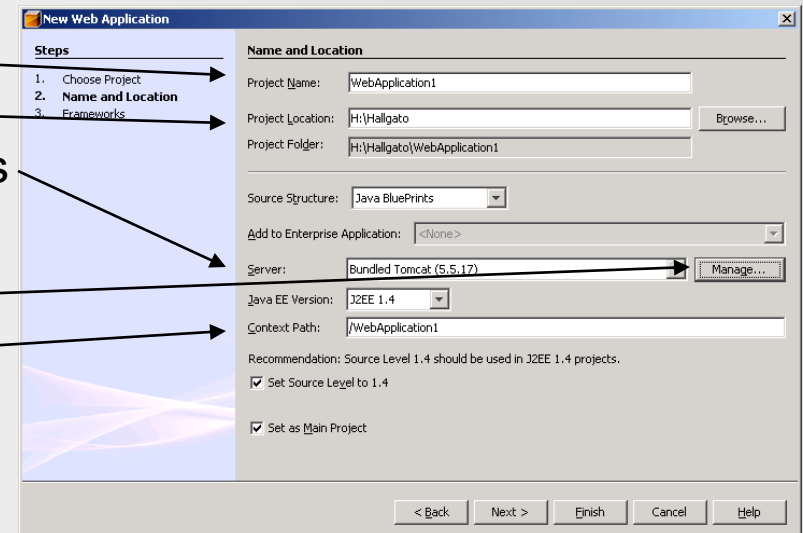 New Web Application
Steps
1. Choose Project
2. Name and Location
3. Frameworks
Name and Location
Project Name: WebApplication1
Project Location: H:\Hallgato Browse...
Project Folder: H:\Hallgato\WebApplication1
s
Source Structure: Java BluePrints
Add to Enterprise Application: <None>
Server: Bundled Tomcat (5.5.17) Manage...
Java EE Version: J2EE 1.4
Context Path: /WebApplication1
Recommendation: Source Level 1.4 should be used in J2EE 1.4 projects.
Set Source Level to 1.4
Set as Main Project
< Back Next > Finish Cancel Help